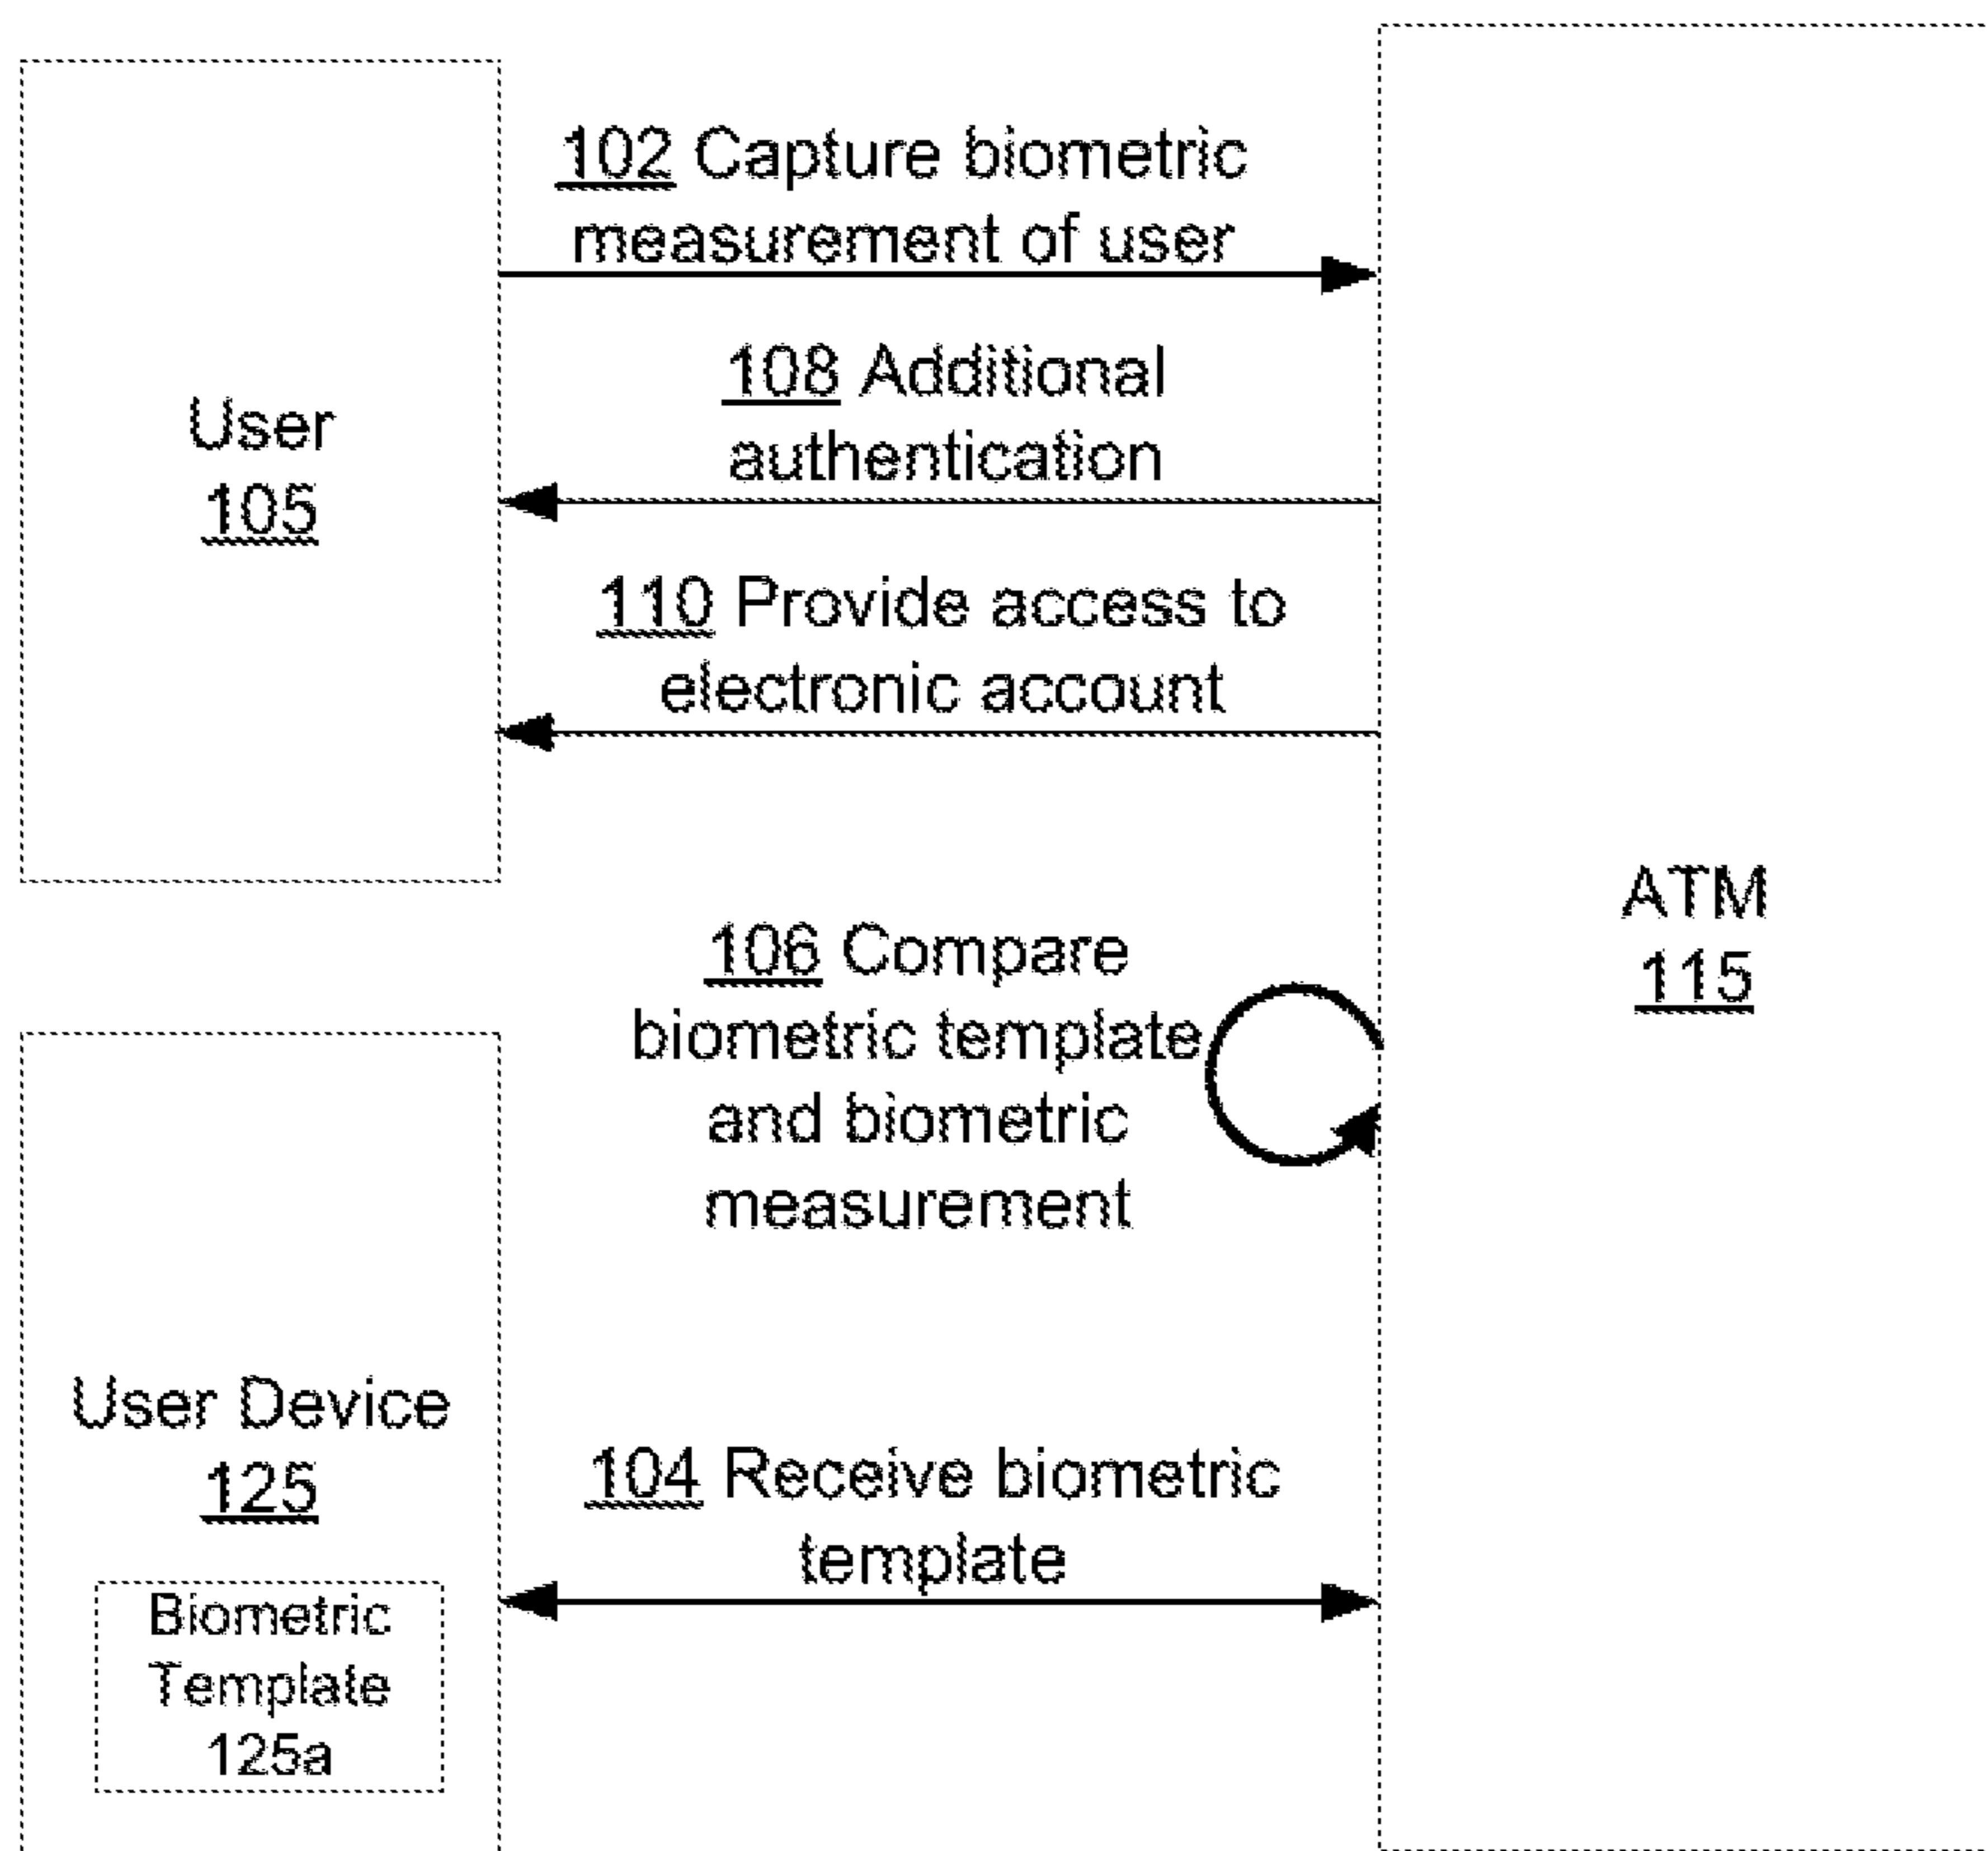 102 Capture biometric
measurement of user
108 Additional
authentication
User
105
110 Provide access to
electronic account
ATM
115
106 Compare
biometric template
and biometric
measurement
User Device
125
104 Receive biometric
template
Biometric
Template
125a